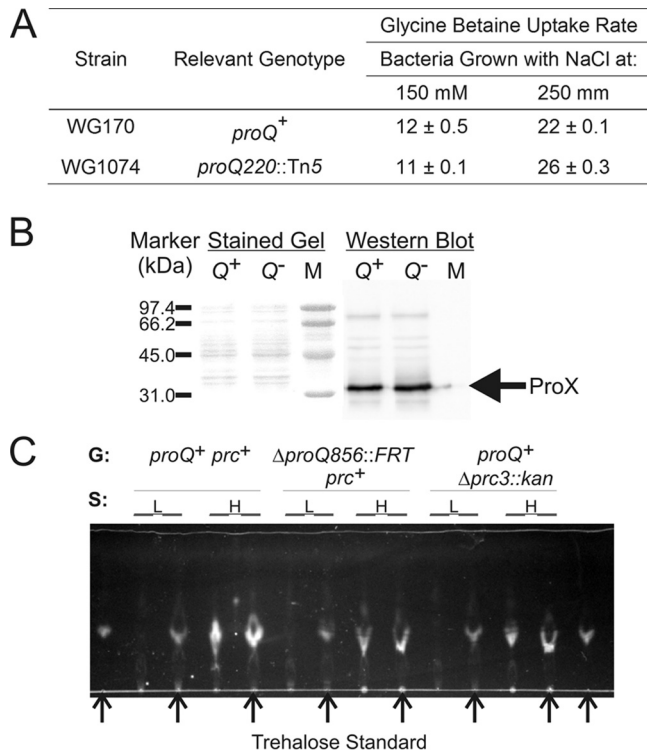 A
Glycine Betaine Uptake Rate
Strain Relevant Genotype Bacteria Grown with NaCl at:
150 mM 250 mm
WG170 proQ+ 12 ± 0.5 22 ± 0.1
WG1074 proQ220::Tn5 11 ± 0.1 26 ± 0.3
B
Marker (kDa) Stained Gel Western Blot
Q+ Q- M Q+ Q- M
97.4
66.2
45.0
31.0
ProX
C
G: proQ+ prc+ ΔproQ856::FRT prc+ proQ+ Δprc3::kan
S: L H L H L H
Trehalose Standard